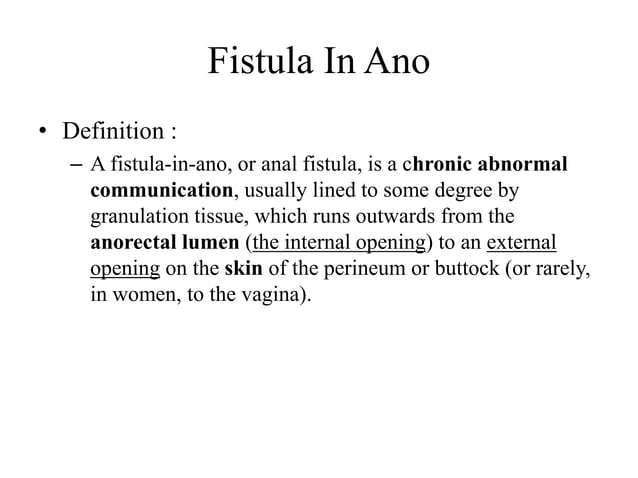 Fistula In Ano
• Definition :
– A fistula-in-ano, or anal fistula, is a chronic abnormal
communication, usually lined to some degree by
granulation tissue, which runs outwards from the
anorectal lumen (the internal opening) to an external
opening on the skin of the perineum or buttock (or rarely,
in women, to the vagina).